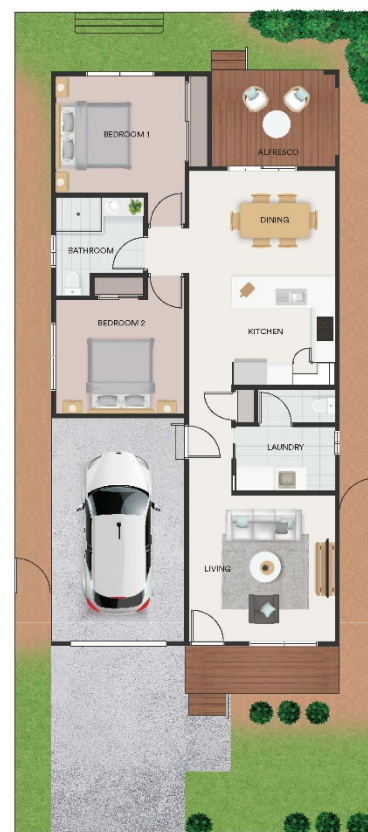 BEDROOM 1
ALFRESCO
DINING
BATHROOM
BEDROOM 2
KITCHEN
LAUNDRY
LIVING